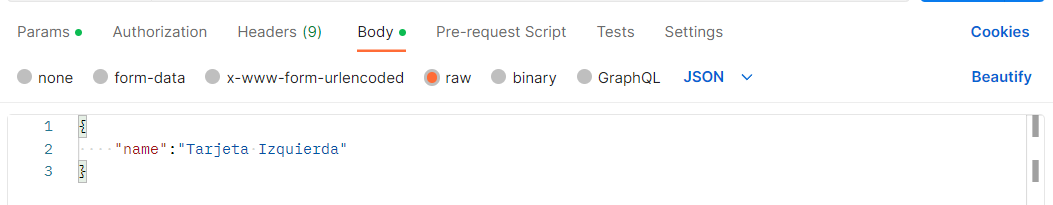 Params Authorization Headers (9) Body Pre-request Script Tests Settings Cookies
none form-data x-www-form-urlencoded raw binary GraphQL JSON Beautify
1 {
2 "name":"Tarjeta Izquierda"
3 }